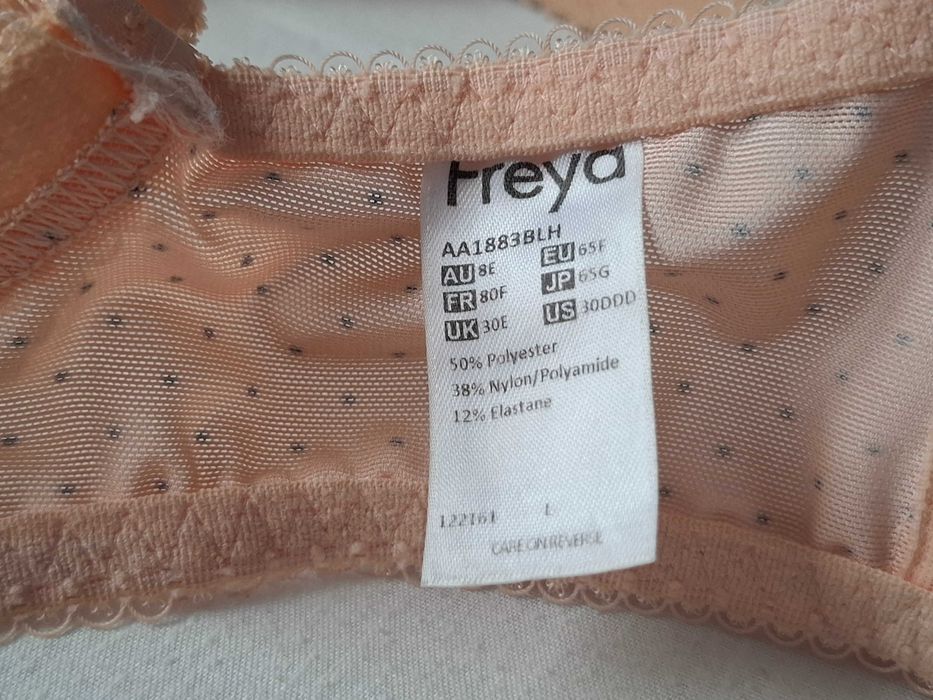 Freya
AA1883BLH
AU 8E EU 65F
FR 80F JP 65G
UK 30E US 30DDD
50% Polyester
38% Nylon/Polyamide
12% Elastane
122161 L
CARE ON REVERSE